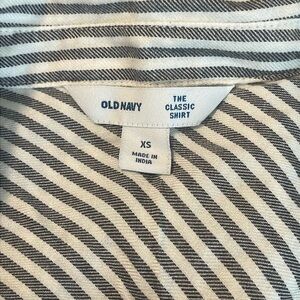 OLD NAVY
THE
CLASSIC
SHIRT
XS
MADE IN
INDIA